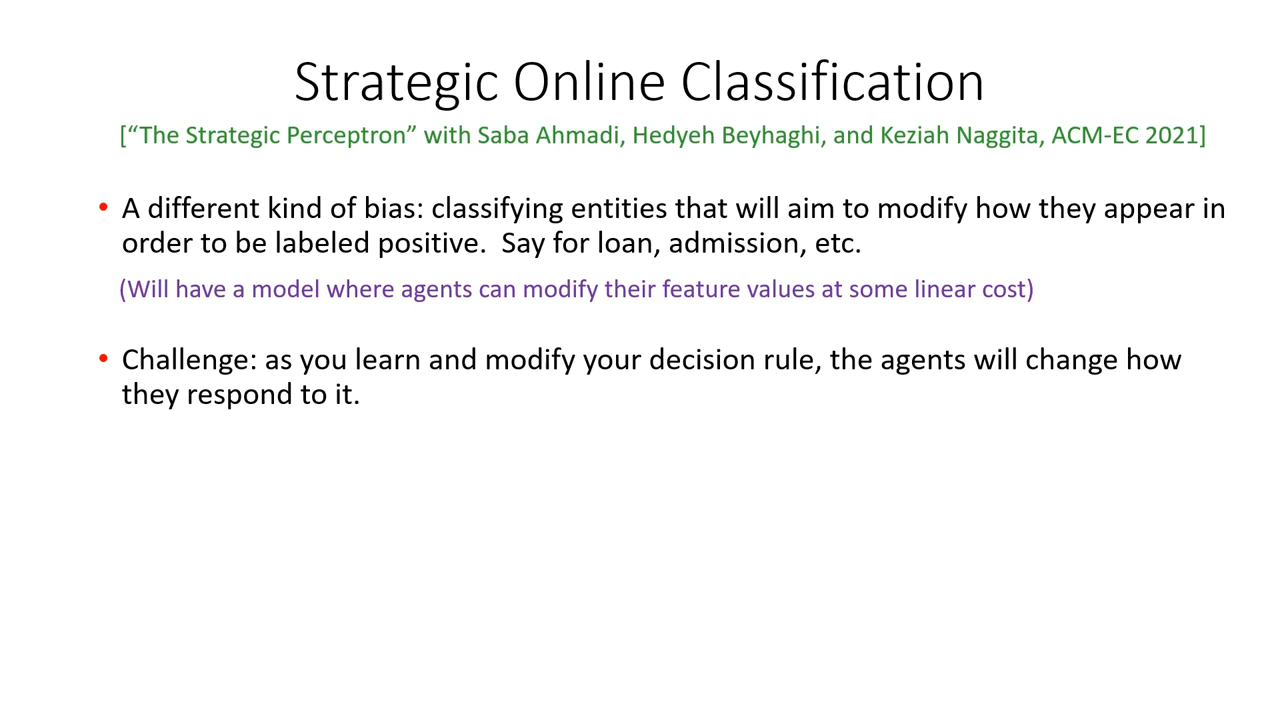 Strategic Online Classification
[“The Strategic Perceptron” with Saba Ahmadi, Hedyeh Beyhaghi, and Keziah Naggita, ACM-EC 2021]
• A different kind of bias: classifying entities that will aim to modify how they appear in
order to be labeled positive.  Say for loan, admission, etc.
(Will have a model where agents can modify their feature values at some linear cost)
• Challenge: as you learn and modify your decision rule, the agents will change how
they respond to it.